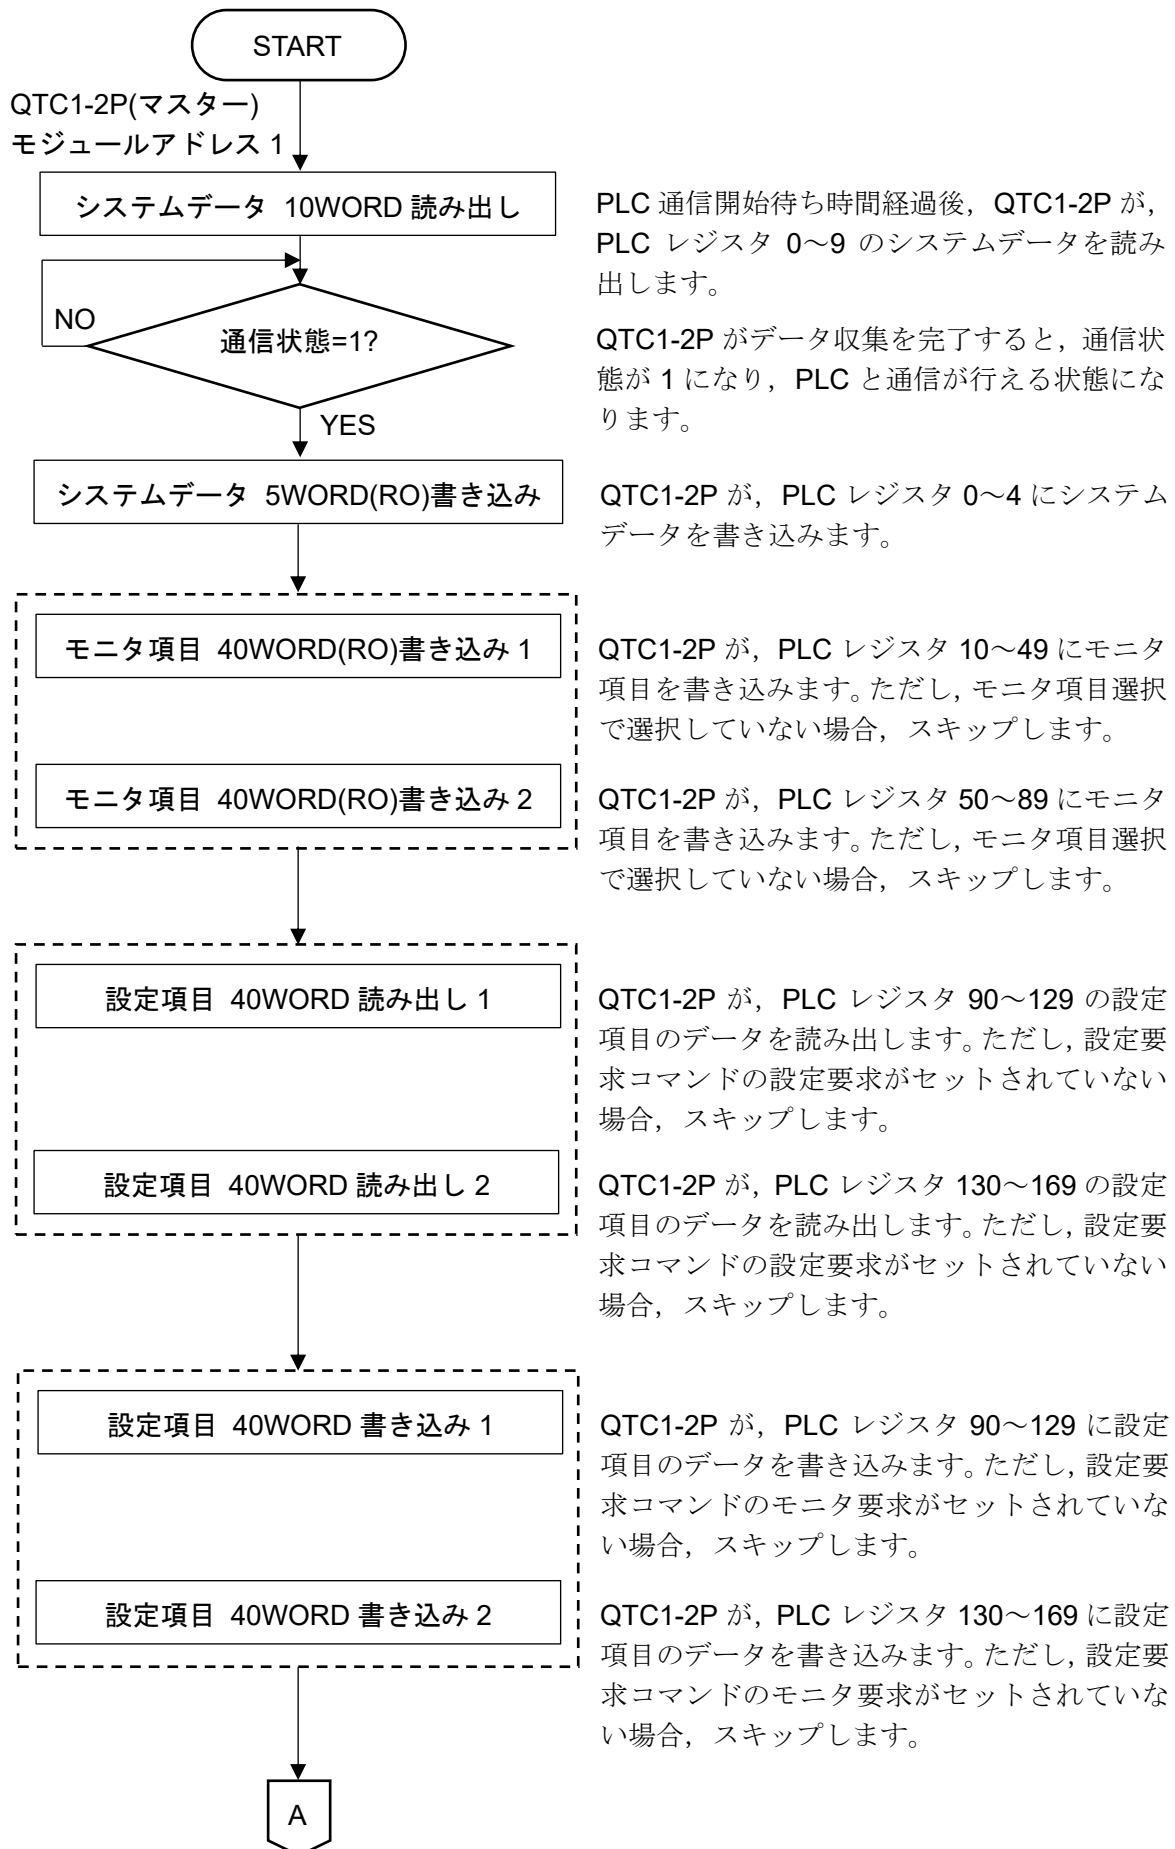 START
QTC1-2P(マスター)
モジュールアドレス 1
システムデータ 10WORD 読み出し
PLC 通信開始待ち時間経過後，QTC1-2P が，
PLC レジスタ 0～9 のシステムデータを読み
出します。
NO
通信状態=1?
QTC1-2P がデータ収集を完了すると，通信状
態が 1 になり，PLC と通信が行える状態にな
ります。
YES
システムデータ 5WORD(RO)書き込み
QTC1-2P が，PLC レジスタ 0～4 にシステム
データを書き込みます。
モニタ項目 40WORD(RO)書き込み 1
QTC1-2P が，PLC レジスタ 10～49 にモニタ
項目を書き込みます。ただし，モニタ項目選択
で選択していない場合，スキップします。
モニタ項目 40WORD(RO)書き込み 2
QTC1-2P が，PLC レジスタ 50～89 にモニタ
項目を書き込みます。ただし，モニタ項目選択
で選択していない場合，スキップします。
設定項目 40WORD 読み出し 1
QTC1-2P が，PLC レジスタ 90～129 の設定
項目のデータを読み出します。ただし，設定要
求コマンドの設定要求がセットされていない
場合，スキップします。
設定項目 40WORD 読み出し 2
QTC1-2P が，PLC レジスタ 130～169 の設定
項目のデータを読み出します。ただし，設定要
求コマンドの設定要求がセットされていない
場合，スキップします。
設定項目 40WORD 書き込み 1
QTC1-2P が，PLC レジスタ 90～129 に設定
項目のデータを書き込みます。ただし，設定要
求コマンドのモニタ要求がセットされていな
い場合，スキップします。
設定項目 40WORD 書き込み 2
QTC1-2P が，PLC レジスタ 130～169 に設定
項目のデータを書き込みます。ただし，設定要
求コマンドのモニタ要求がセットされていな
い場合，スキップします。
A